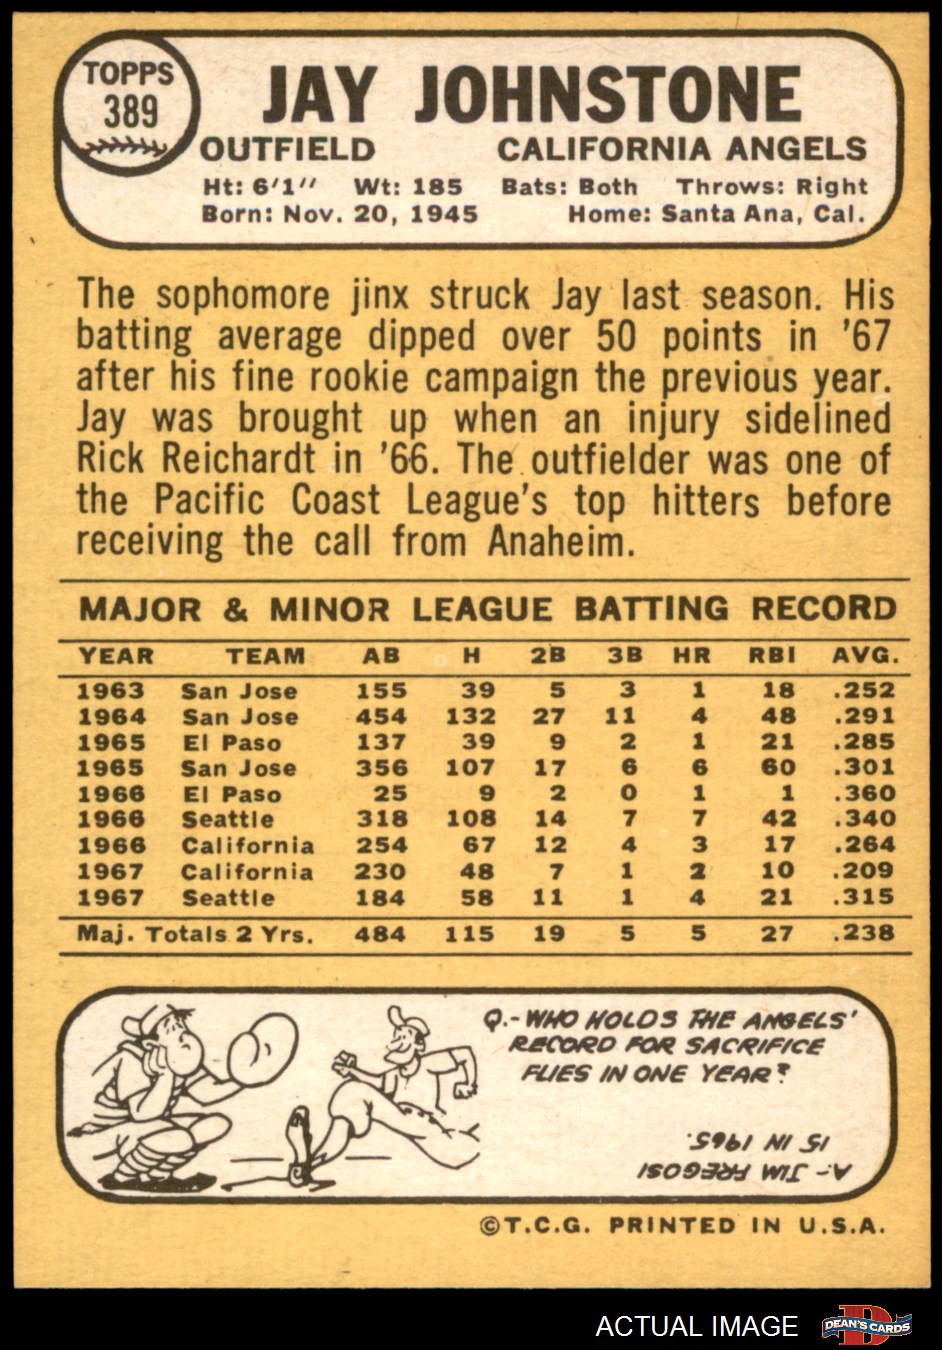 TOPPS
389
JAY JOHNSTONE
OUTFIELD CALIFORNIA ANGELS
Ht: 6'1" Wt: 185 Bats: Both Throws: Right
Born: Nov. 20, 1945 Home: Santa Ana, Cal.
The sophomore jinx struck Jay last season. His
batting average dipped over 50 points in '67
after his fine rookie campaign the previous year.
Jay was brought up when an injury sidelined
Rick Reichardt in '66. The outfielder was one of
the Pacific Coast League's top hitters before
receiving the call from Anaheim.
MAJOR & MINOR LEAGUE BATTING RECORD
YEAR TEAM AB H 2B 3B HR RBI AVG.
1963 San Jose 155 39 5 3 1 18 .252
1964 San Jose 454 132 27 11 4 48 .291
1965 El Paso 137 39 9 2 1 21 .285
1965 San Jose 356 107 17 6 6 60 .301
1966 El Paso 25 9 2 0 1 1 .360
1966 Seattle 318 108 14 7 7 42 .340
1966 California 254 67 12 4 3 17 .264
1967 California 230 48 7 1 2 10 .209
1967 Seattle 184 58 11 1 4 21 .315
Maj. Totals 2 Yrs. 484 115 19 5 5 27 .238
Q.-WHO HOLDS THE ANGELS'
RECORD FOR SACRIFICE
FLIES IN ONE YEAR?
A.- JIM FREGOSI
15 IN 1965.
©T.C.G. PRINTED IN U.S.A.
ACTUAL IMAGE
D
DEAN'S CARDS